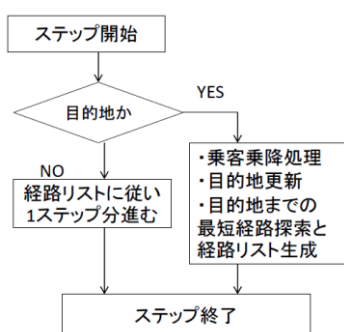 ステップ開始
目的地か
YES
NO
経路リストに従い
1ステップ分進む
・乗客乗降処理
・目的地更新
・目的地までの
最短経路探索と
経路リスト生成
ステップ終了